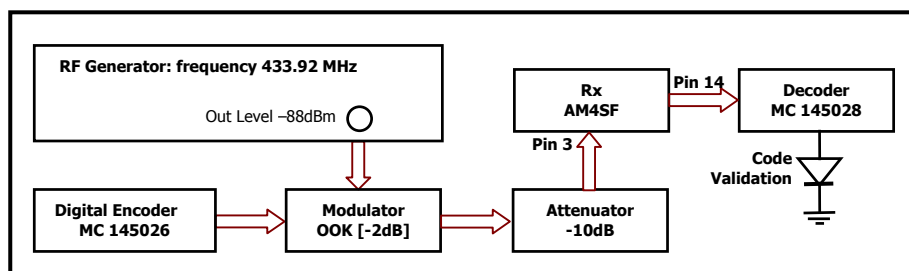 RF Generator: frequency 433.92 MHz
Out Level –88dBm
Rx
AM4SF
Pin 14
Decoder
MC 145028
Pin 3
Code
Validation
Digital Encoder
MC 145026
Modulator
OOK [-2dB]
Attenuator
-10dB